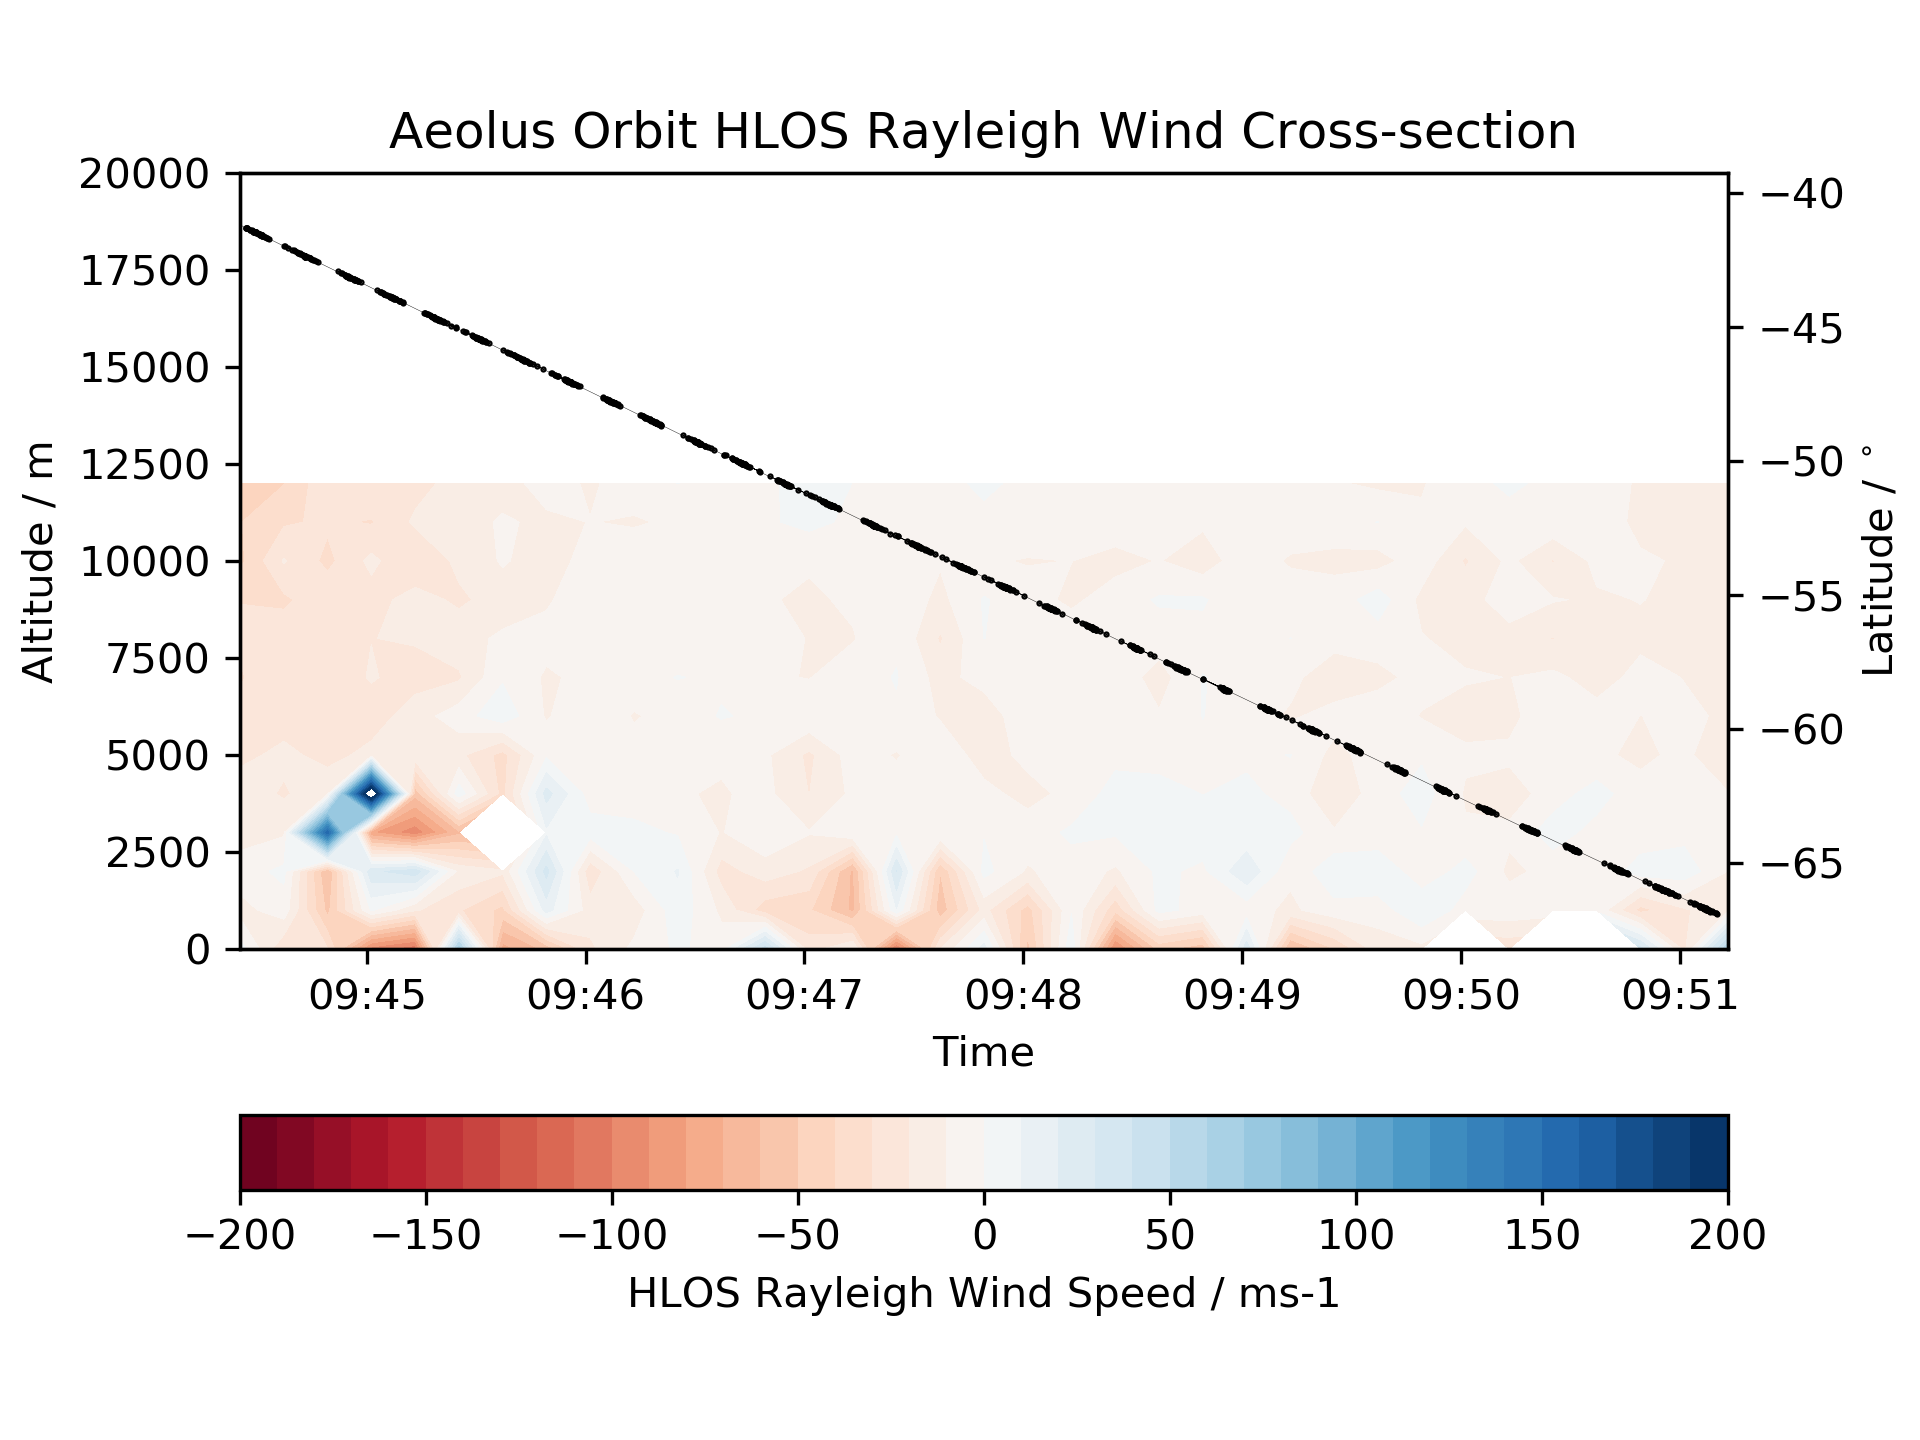 Aeolus Orbit HLOS Rayleigh Wind Cross-section
20000
17500
15000
12500
10000
7500
5000
2500
0
Altitude / m
−40
−45
−50
−55
−60
−65
Latitude / °
09:45 09:46 09:47 09:48 09:49 09:50 09:51
Time
−200 −150 −100 −50 0 50 100 150 200
HLOS Rayleigh Wind Speed / ms-1